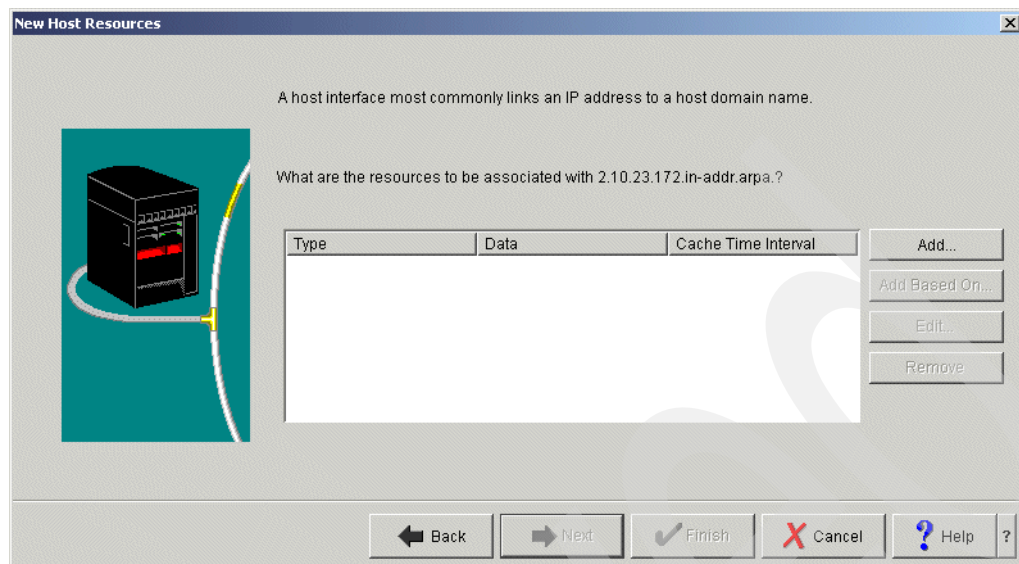 New Host Resources
A host interface most commonly links an IP address to a host domain name.
What are the resources to be associated with 2.10.23.172.in-addr.arpa.?
Type Data Cache Time Interval
Add...
Add Based On...
Edit...
Remove
Back Next Finish X Cancel ? Help ?